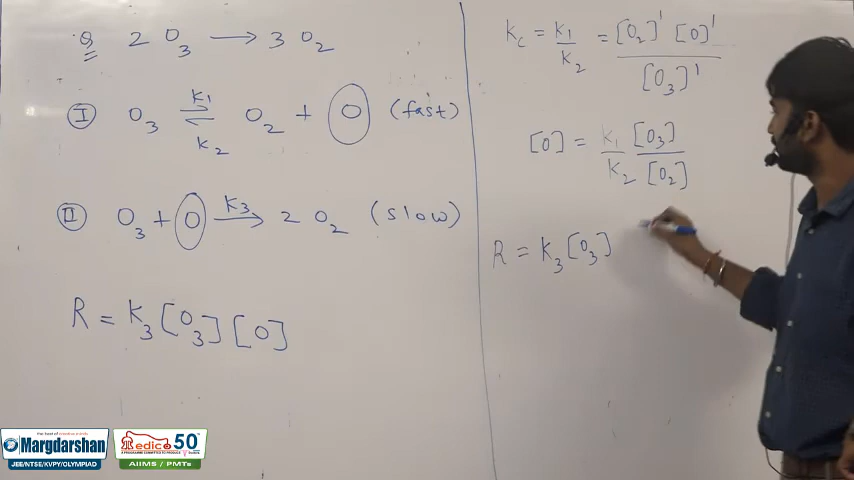 Q 2 O₃ ⟶ 3 O₂
I O₃ ⇌ O₂ + O (fast)
K₁
K₂
II O₃ + O ⟶ 2 O₂ (slow)
K₃
R = K₃ [O₃] [O]
K꜀ = K₁/K₂ = [O₂]¹ [O]¹ / [O₃]¹
[O] = K₁ [O₃] / K₂ [O₂]
R = K₃ [O₃]
Margdarshan
JEE/NTSE/KVPY/OLYMPIAD
edico 50
AIIMS / PMTs